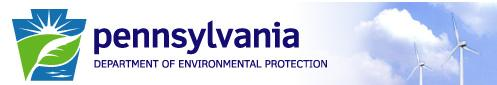 pennsylvania
DEPARTMENT OF ENVIRONMENTAL PROTECTION